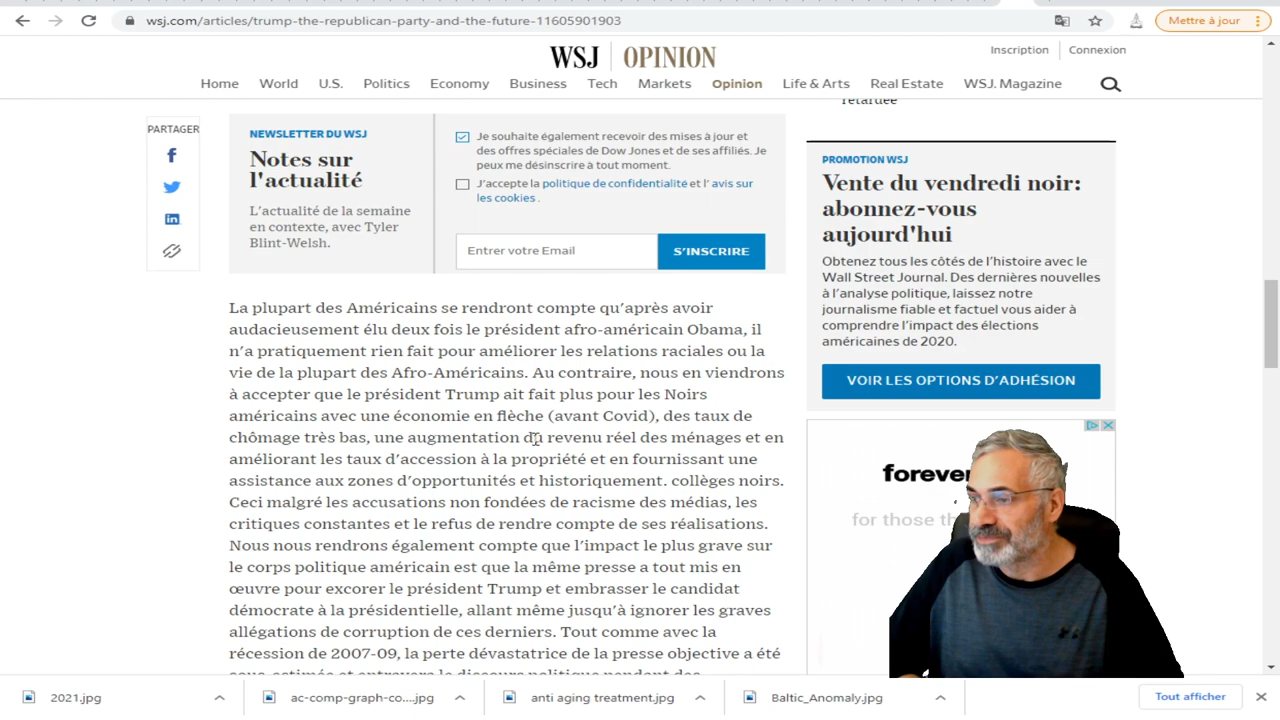 wsj.com/articles/trump-the-republican-party-and-the-future-11605901903
Mettre à jour
WSJ OPINION
Inscription Connexion
Home World U.S. Politics Economy Business Tech Markets Opinion Life & Arts Real Estate WSJ. Magazine
PARTAGER
NEWSLETTER DU WSJ
Notes sur
l'actualité
L'actualité de la semaine
en contexte, avec Tyler
Blint-Welsh.
Je souhaite également recevoir des mises à jour et
des offres spéciales de Dow Jones et de ses affiliés. Je
peux me désinscrire à tout moment.
J'accepte la politique de confidentialité et l' avis sur
les cookies .
Entrer votre Email
S'INSCRIRE
La plupart des Américains se rendront compte qu'après avoir
audacieusement élu deux fois le président afro-américain Obama, il
n'a pratiquement rien fait pour améliorer les relations raciales ou la
vie de la plupart des Afro-Américains. Au contraire, nous en viendrons
à accepter que le président Trump ait fait plus pour les Noirs
américains avec une économie en flèche (avant Covid), des taux de
chômage très bas, une augmentation du revenu réel des ménages et en
améliorant les taux d'accession à la propriété et en fournissant une
assistance aux zones d'opportunités et historiquement. collèges noirs.
Ceci malgré les accusations non fondées de racisme des médias, les
critiques constantes et le refus de rendre compte de ses réalisations.
Nous nous rendrons également compte que l'impact le plus grave sur
le corps politique américain est que la même presse a tout mis en
œuvre pour excorer le président Trump et embrasser le candidat
démocrate à la présidentielle, allant même jusqu'à ignorer les graves
allégations de corruption de ces derniers. Tout comme avec la
récession de 2007-09, la perte dévastatrice de la presse objective a été
sous-estimée et entravera le discours politique pendant des
retardée
PROMOTION WSJ
Vente du vendredi noir:
abonnez-vous
aujourd'hui
Obtenez tous les côtés de l'histoire avec le
Wall Street Journal. Des dernières nouvelles
à l'analyse politique, laissez notre
journalisme fiable et factuel vous aider à
comprendre l'impact des élections
américaines de 2020.
VOIR LES OPTIONS D'ADHÉSION
forever
for those th
2021.jpg
ac-comp-graph-co....jpg
anti aging treatment.jpg
Baltic_Anomaly.jpg
Tout afficher